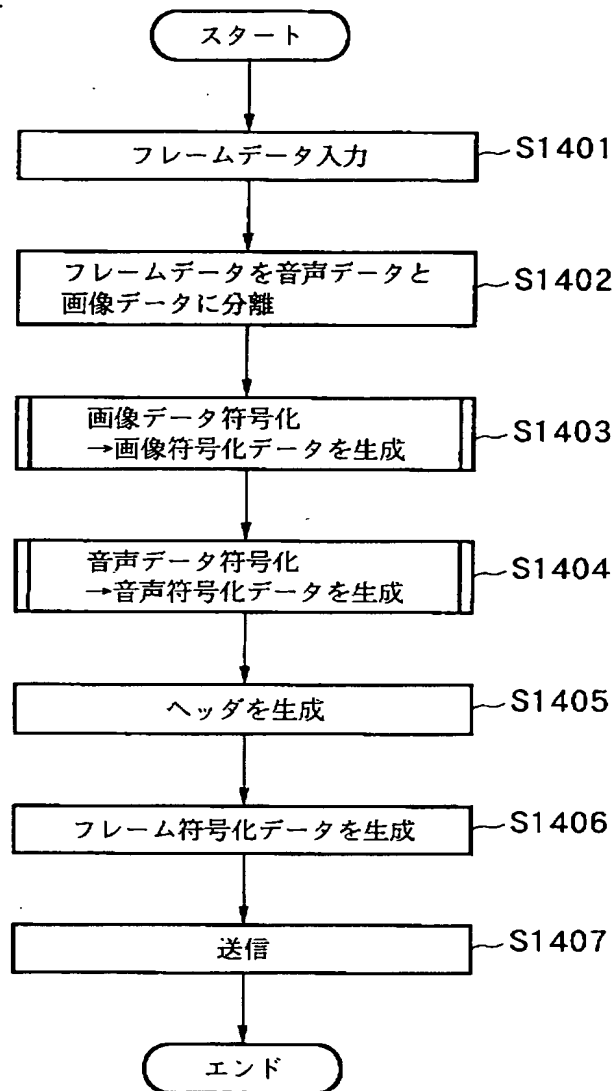 スタート
フレームデータ入力
S1401
フレームデータを音声データと
画像データに分離
S1402
画像データ符号化
→画像符号化データを生成
S1403
音声データ符号化
→音声符号化データを生成
S1404
ヘッダを生成
S1405
フレーム符号化データを生成
S1406
送信
S1407
エンド